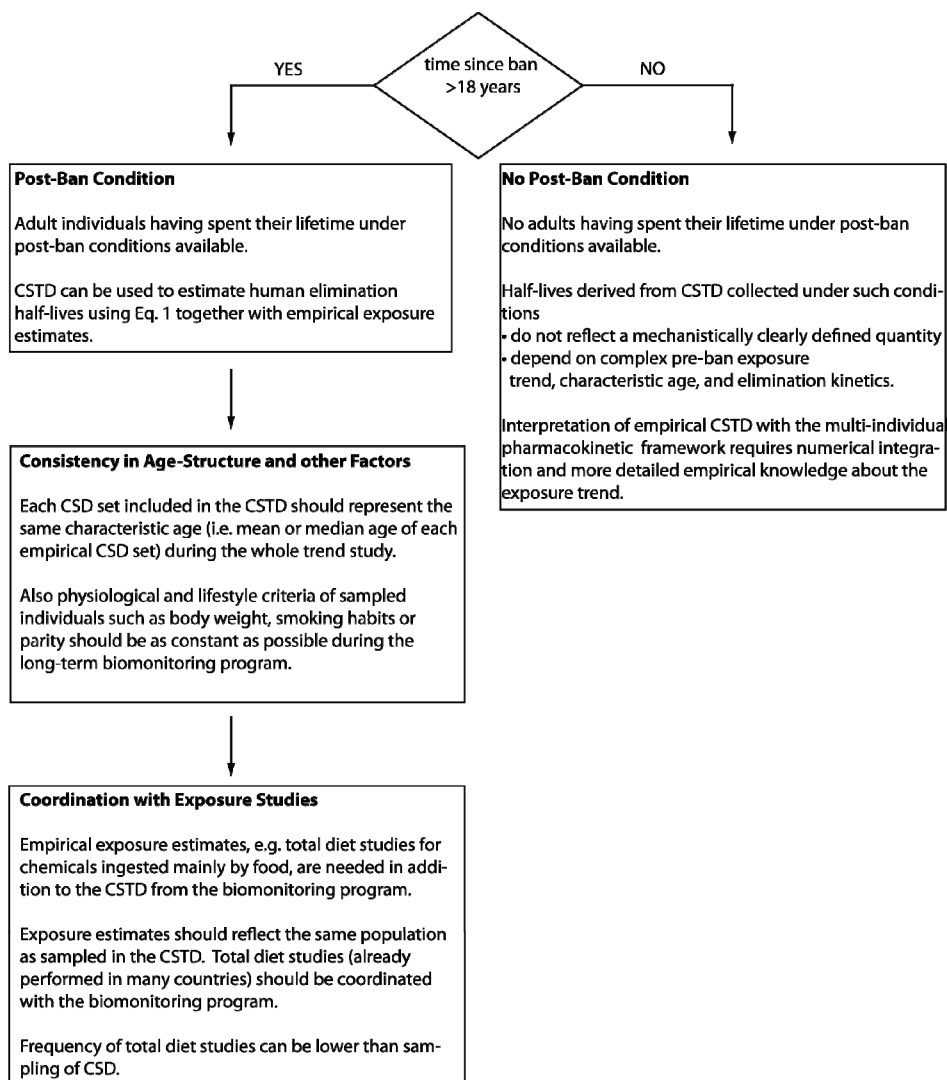 time since ban
>18 years
YES
NO
Post-Ban Condition
Adult individuals having spent their lifetime under
post-ban conditions available.
CSTD can be used to estimate human elimination
half-lives using Eq. 1 together with empirical exposure
estimates.
No Post-Ban Condition
No adults having spent their lifetime under post-ban
conditions available.
Half-lives derived from CSTD collected under such condi-
tions
• do not reflect a mechanistically clearly defined quantity
• depend on complex pre-ban exposure
trend, characteristic age, and elimination kinetics.
Interpretation of empirical CSTD with the multi-individua
pharmacokinetic framework requires numerical integra-
tion and more detailed empirical knowledge about the
exposure trend.
Consistency in Age-Structure and other Factors
Each CSD set included in the CSTD should represent the
same characteristic age (i.e. mean or median age of each
empirical CSD set) during the whole trend study.
Also physiological and lifestyle criteria of sampled
individuals such as body weight, smoking habits or
parity should be as constant as possible during the
long-term biomonitoring program.
Coordination with Exposure Studies
Empirical exposure estimates, e.g. total diet studies for
chemicals ingested mainly by food, are needed in addi-
tion to the CSTD from the biomonitoring program.
Exposure estimates should reflect the same population
as sampled in the CSTD. Total diet studies (already
performed in many countries) should be coordinated
with the biomonitoring program.
Frequency of total diet studies can be lower than sam-
pling of CSD.